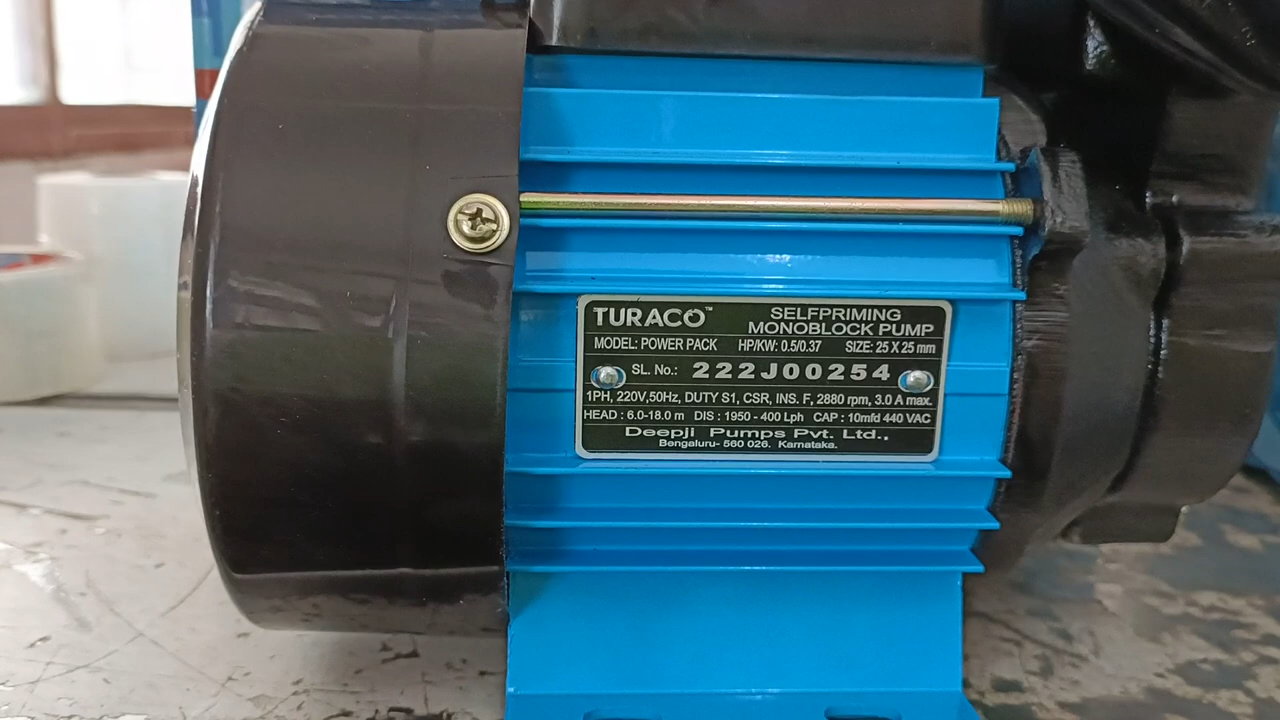 TURACO™ SELFPRIMING
MONOBLOCK PUMP
MODEL: POWER PACK HP/KW: 0.5/0.37 SIZE: 25 X 25 mm
SL. No.: 222J00254
1PH, 220V,50Hz, DUTY S1, CSR, INS. F, 2880 rpm, 3.0 A max.
HEAD : 6.0-18.0 m DIS : 1950 - 400 Lph CAP : 10mfd 440 VAC
Deepji Pumps Pvt. Ltd.,
Bengaluru- 560 026. Karnataka.